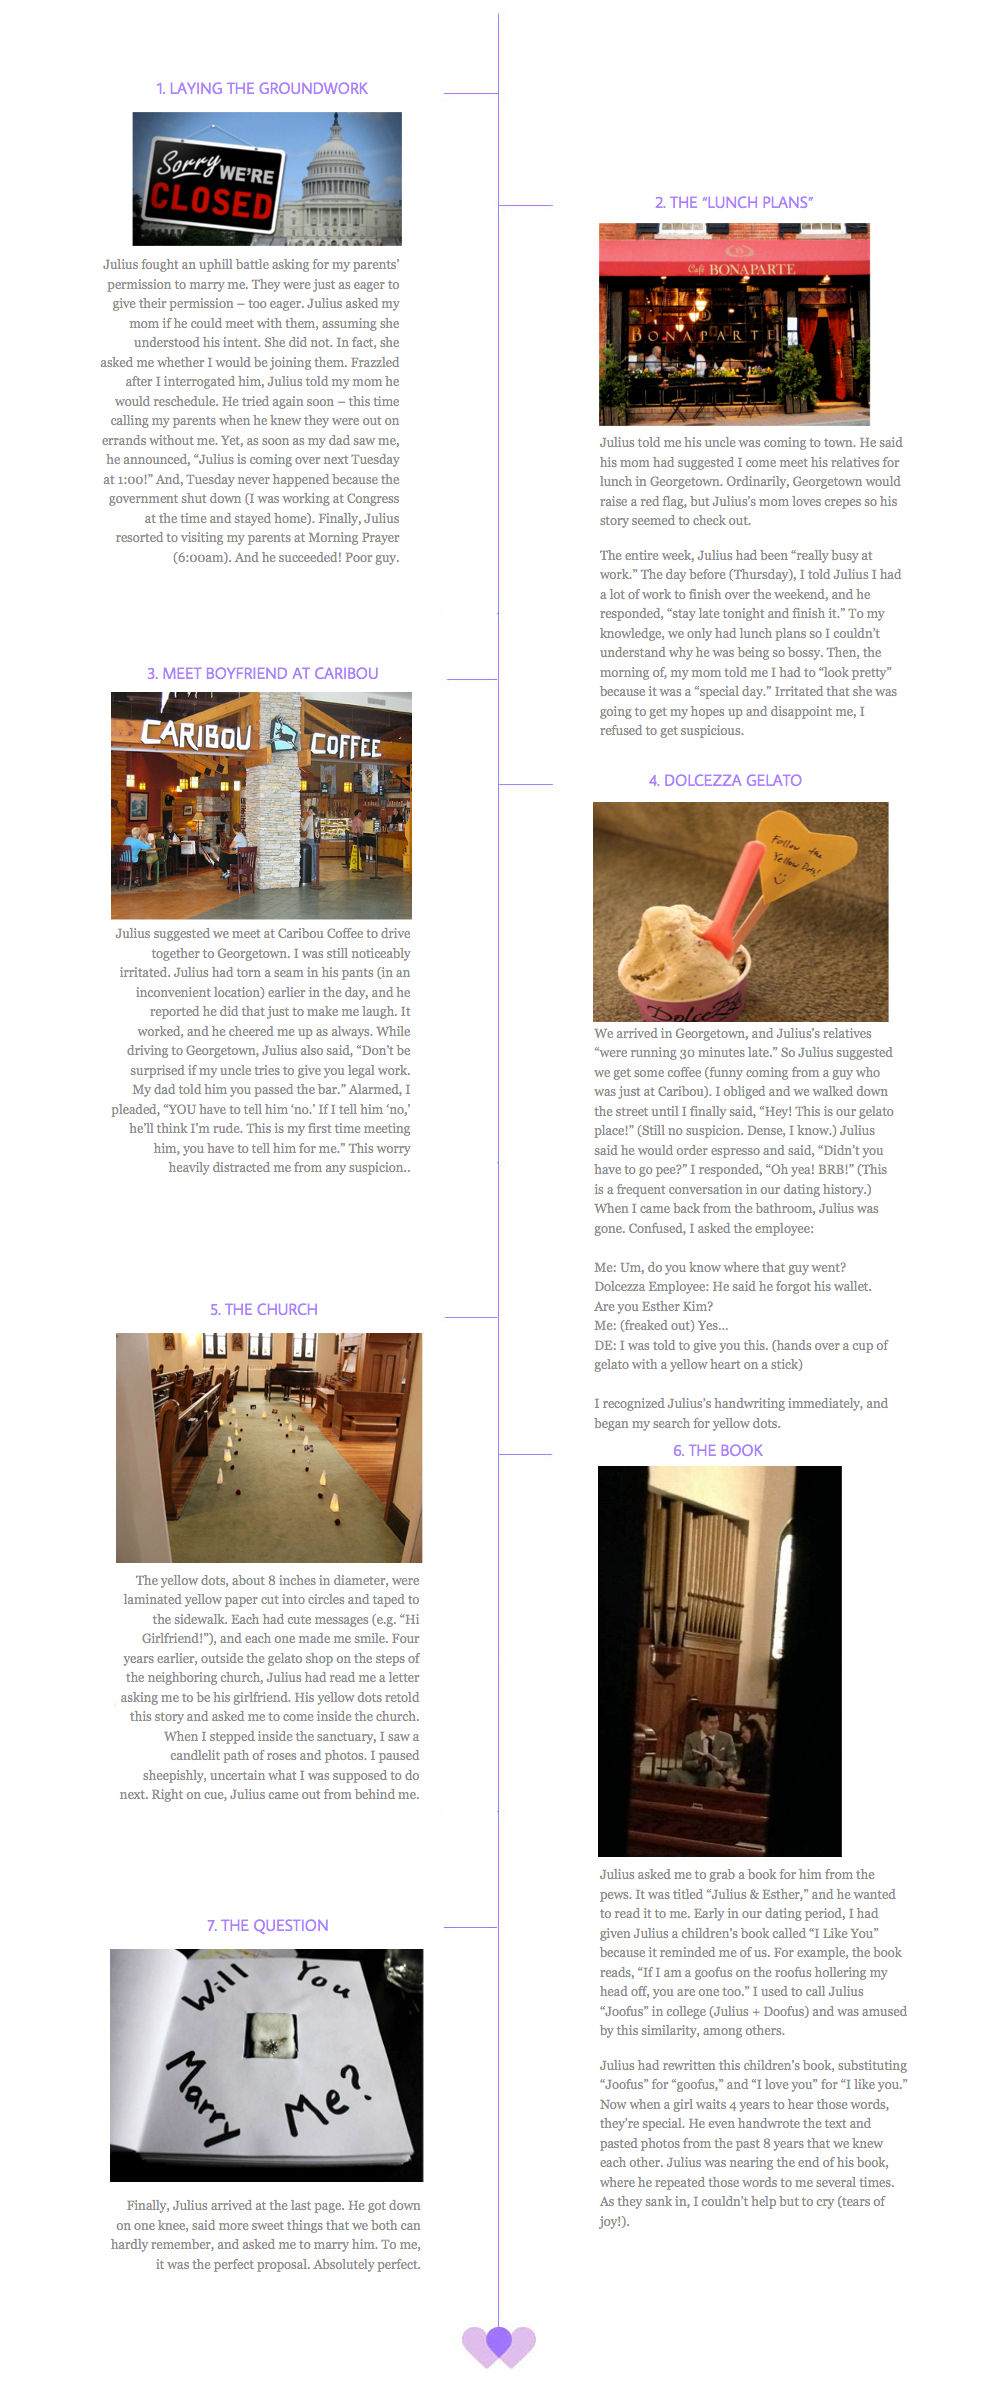 1. LAYING THE GROUNDWORK
Sorry
WE'RE
CLOSED
Julius fought an uphill battle asking for my parents'
permission to marry me. They were just as eager to
give their permission – too eager. Julius asked my
mom if he could meet with them, assuming she
understood his intent. She did not. In fact, she
asked me whether I would be joining them. Frazzled
after I interrogated him, Julius told my mom he
would reschedule. He tried again soon – this time
calling my parents when he knew they were out on
errands without me. Yet, as soon as my dad saw me,
he announced, “Julius is coming over next Tuesday
at 1:00!” And, Tuesday never happened because the
government shut down (I was working at Congress
at the time and stayed home). Finally, Julius
resorted to visiting my parents at Morning Prayer
(6:00am). And he succeeded! Poor guy.
2. THE “LUNCH PLANS”
Café BONAPARTE
BONAPARTE
Julius told me his uncle was coming to town. He said
his mom had suggested I come meet his relatives for
lunch in Georgetown. Ordinarily, Georgetown would
raise a red flag, but Julius's mom loves crepes so his
story seemed to check out.
The entire week, Julius had been “really busy at
work.” The day before (Thursday), I told Julius I had
a lot of work to finish over the weekend, and he
responded, “stay late tonight and finish it.” To my
knowledge, we only had lunch plans so I couldn't
understand why he was being so bossy. Then, the
morning of, my mom told me I had to “look pretty”
because it was a “special day.” Irritated that she was
going to get my hopes up and disappoint me, I
refused to get suspicious.
3. MEET BOYFRIEND AT CARIBOU
CARIBOU COFFEE
Julius suggested we meet at Caribou Coffee to drive
together to Georgetown. I was still noticeably
irritated. Julius had torn a seam in his pants (in an
inconvenient location) earlier in the day, and he
reported he did that just to make me laugh. It
worked, and he cheered me up as always. While
driving to Georgetown, Julius also said, “Don't be
surprised if my uncle tries to give you legal work.
My dad told him you passed the bar.” Alarmed, I
pleaded, “YOU have to tell him ‘no.’ If I tell him ‘no,’
he'll think I'm rude. This is my first time meeting
him, you have to tell him for me.” This worry
heavily distracted me from any suspicion..
4. DOLCEZZA GELATO
Follow the
Yellow Dots!
Dolcezza
We arrived in Georgetown, and Julius's relatives
“were running 30 minutes late.” So Julius suggested
we get some coffee (funny coming from a guy who
was just at Caribou). I obliged and we walked down
the street until I finally said, “Hey! This is our gelato
place!” (Still no suspicion. Dense, I know.) Julius
said he would order espresso and said, “Didn't you
have to go pee?” I responded, “Oh yea! BRB!” (This
is a frequent conversation in our dating history.)
When I came back from the bathroom, Julius was
gone. Confused, I asked the employee:
Me: Um, do you know where that guy went?
Dolcezza Employee: He said he forgot his wallet.
Are you Esther Kim?
Me: (freaked out) Yes...
DE: I was told to give you this. (hands over a cup of
gelato with a yellow heart on a stick)
I recognized Julius's handwriting immediately, and
began my search for yellow dots.
5. THE CHURCH
The yellow dots, about 8 inches in diameter, were
laminated yellow paper cut into circles and taped to
the sidewalk. Each had cute messages (e.g. “Hi
Girlfriend!”), and each one made me smile. Four
years earlier, outside the gelato shop on the steps of
the neighboring church, Julius had read me a letter
asking me to be his girlfriend. His yellow dots retold
this story and asked me to come inside the church.
When I stepped inside the sanctuary, I saw a
candlelit path of roses and photos. I paused
sheepishly, uncertain what I was supposed to do
next. Right on cue, Julius came out from behind me.
6. THE BOOK
Julius asked me to grab a book for him from the
pews. It was titled “Julius & Esther,” and he wanted
to read it to me. Early in our dating period, I had
given Julius a children's book called “I Like You”
because it reminded me of us. For example, the book
reads, “If I am a goofus on the roofus hollering my
head off, you are one too.” I used to call Julius
“Joofus” in college (Julius + Doofus) and was amused
by this similarity, among others.
Julius had rewritten this children's book, substituting
“Joofus” for “goofus,” and “I love you” for “I like you.”
Now when a girl waits 4 years to hear those words,
they're special. He even handwrote the text and
pasted photos from the past 8 years that we knew
each other. Julius was nearing the end of his book,
where he repeated those words to me several times.
As they sank in, I couldn't help but to cry (tears of
joy!).
7. THE QUESTION
Will You
Marry Me?
Finally, Julius arrived at the last page. He got down
on one knee, said more sweet things that we both can
hardly remember, and asked me to marry him. To me,
it was the perfect proposal. Absolutely perfect.